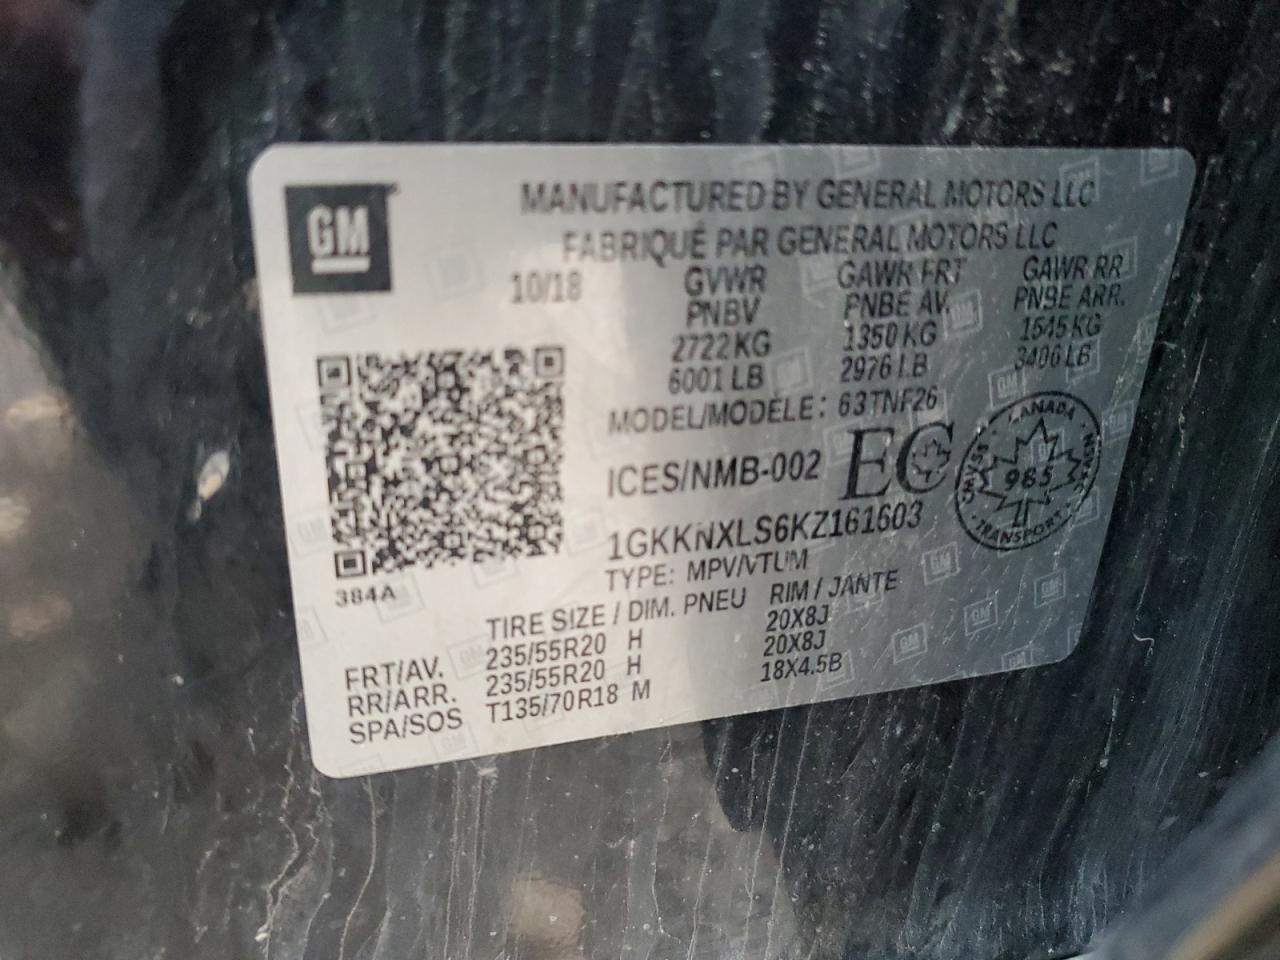 GM
MANUFACTURED BY GENERAL MOTORS LLC
FABRIQUÉ PAR GENERAL MOTORS LLC
10/18 GVWR GAWR FRT GAWR RR
PNBV PNBE AV. PNBE ARR.
2722 KG 1350 KG 1545 KG
6001 LB 2976 LB 3406 LB
MODEL/MODÈLE: 63TNF26
ICES/NMB-002 EC
CANADA
985
TRANSPORT
1GKKNXLS6KZ161603
TYPE: MPV/VTUM
384A
TIRE SIZE / DIM. PNEU RIM / JANTE
FRT/AV. 235/55R20 H 20X8J
RR/ARR. 235/55R20 H 20X8J
SPA/SOS T135/70R18 M 18X4.5B